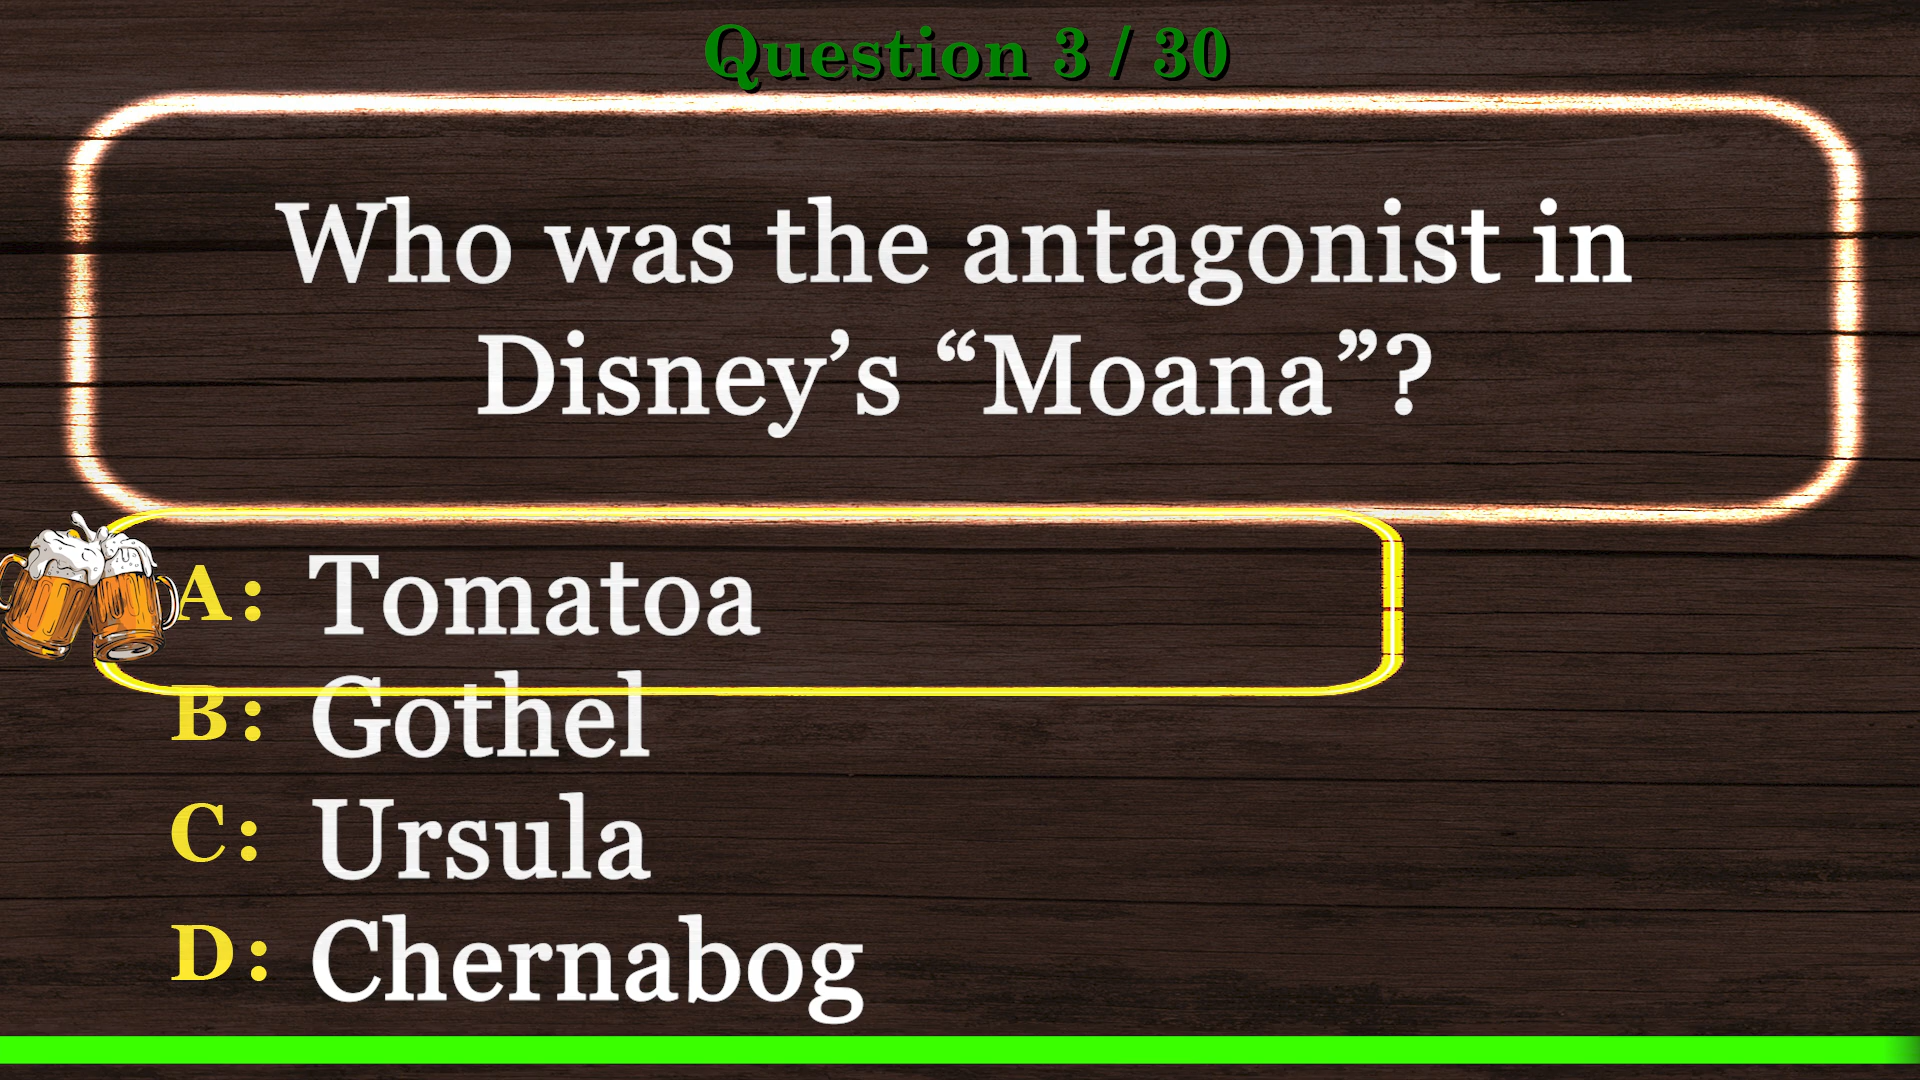 Question 3 / 30
Who was the antagonist in
Disney’s “Moana”?
A: Tomatoa
B: Gothel
C: Ursula
D: Chernabog